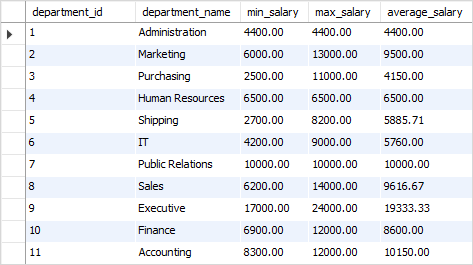 department_id department_name min_salary max_salary average_salary
1 Administration 4400.00 4400.00 4400.00
2 Marketing 6000.00 13000.00 9500.00
3 Purchasing 2500.00 11000.00 4150.00
4 Human Resources 6500.00 6500.00 6500.00
5 Shipping 2700.00 8200.00 5885.71
6 IT 4200.00 9000.00 5760.00
7 Public Relations 10000.00 10000.00 10000.00
8 Sales 6200.00 14000.00 9616.67
9 Executive 17000.00 24000.00 19333.33
10 Finance 6900.00 12000.00 8600.00
11 Accounting 8300.00 12000.00 10150.00